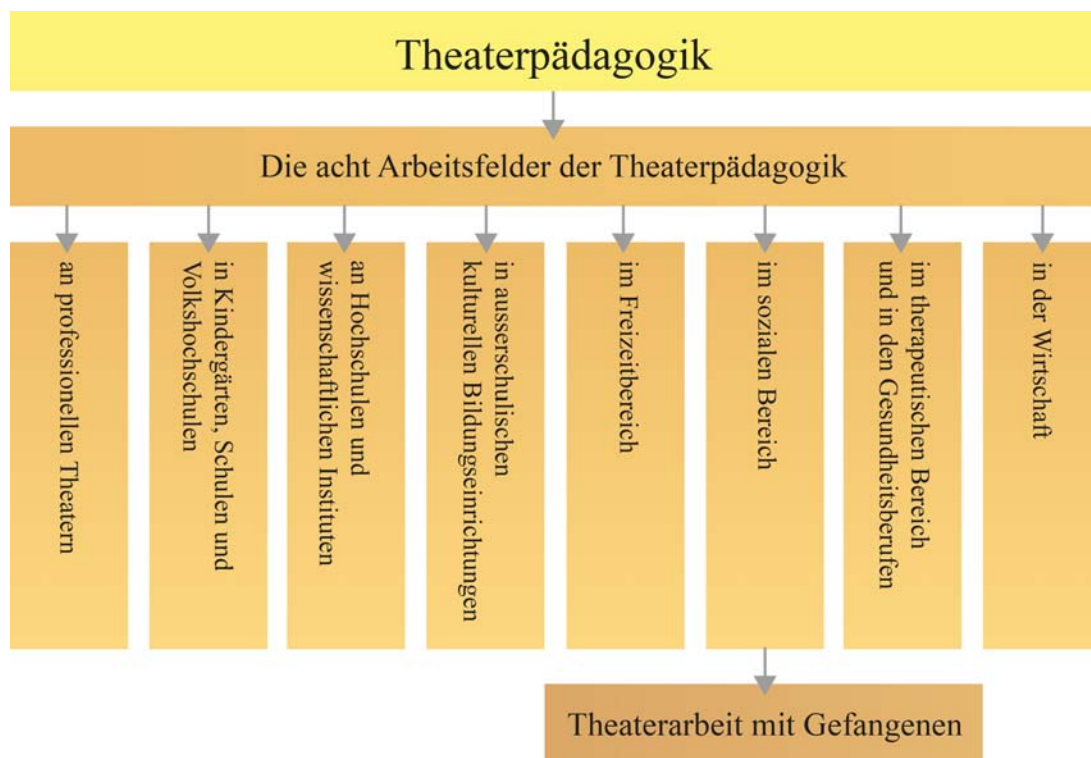 Theaterpädagogik
Die acht Arbeitsfelder der Theaterpädagogik
an professionellen Theatern
in Kindergärten, Schulen und
Volkshochschulen
an Hochschulen und
wissenschaftlichen Instituten
in ausserschulischen
kulturellen Bildungseinrichtungen
im Freizeitbereich
im sozialen Bereich
im therapeutischen Bereich
und in den Gesundheitsberufen
in der Wirtschaft
Theaterarbeit mit Gefangenen